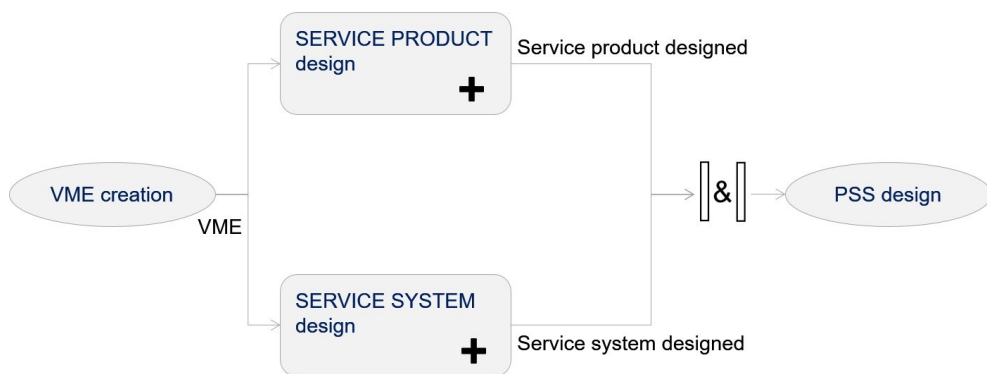 SERVICE PRODUCT
design
Service product designed
VME creation
VME
&
PSS design
SERVICE SYSTEM
design
Service system designed